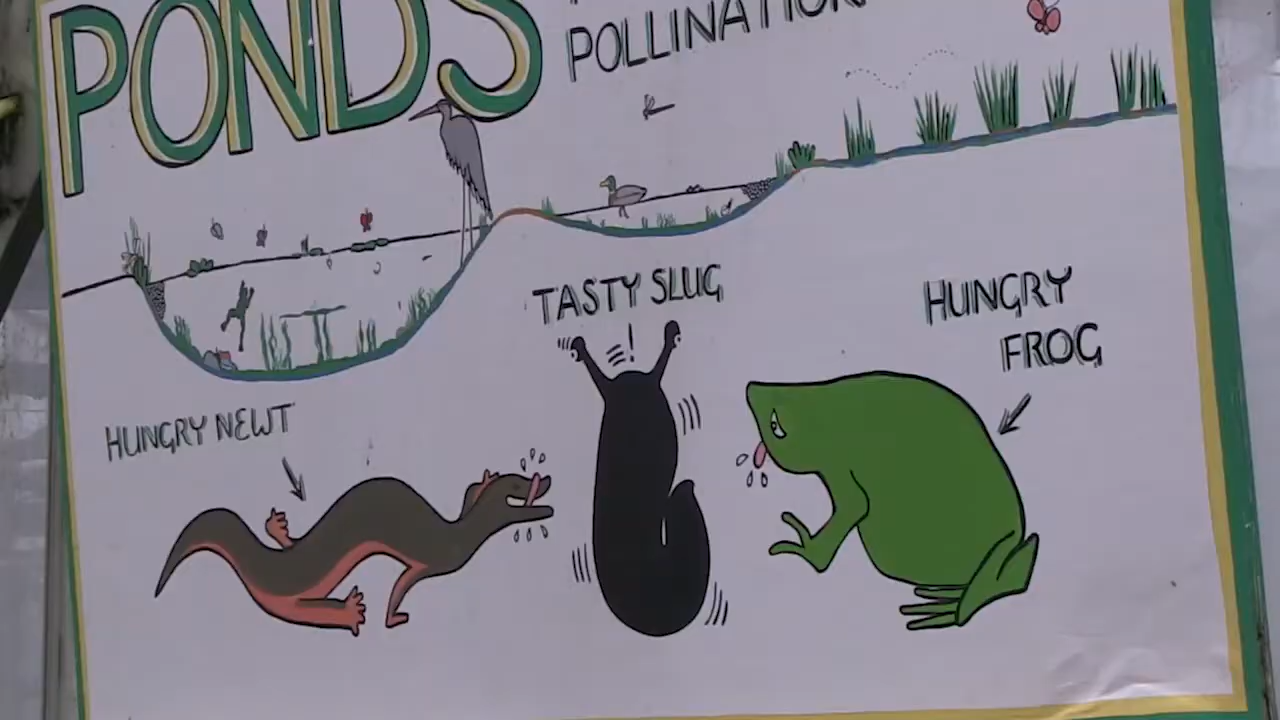 PONDS
POLLINATION
TASTY SLUG
!
HUNGRY
FROG
HUNGRY NEWT